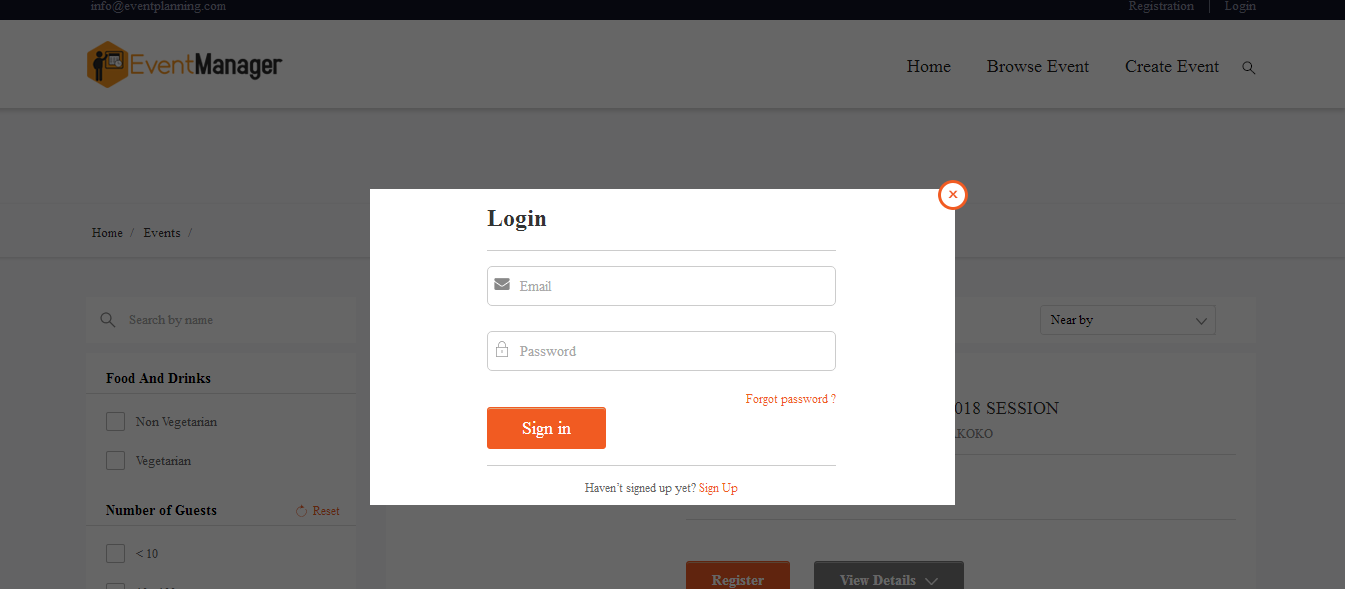 info@eventplanning.com
Registration
Login
EventManager
Home
Browse Event
Create Event
Home / Events /
Search by name
Near by
Food And Drinks
Non Vegetarian
Vegetarian
Number of Guests
Reset
< 10
Login
Email
Password
Forgot password ?
Sign in
Haven’t signed up yet? Sign Up
018 SESSION
KOKO
Register
View Details